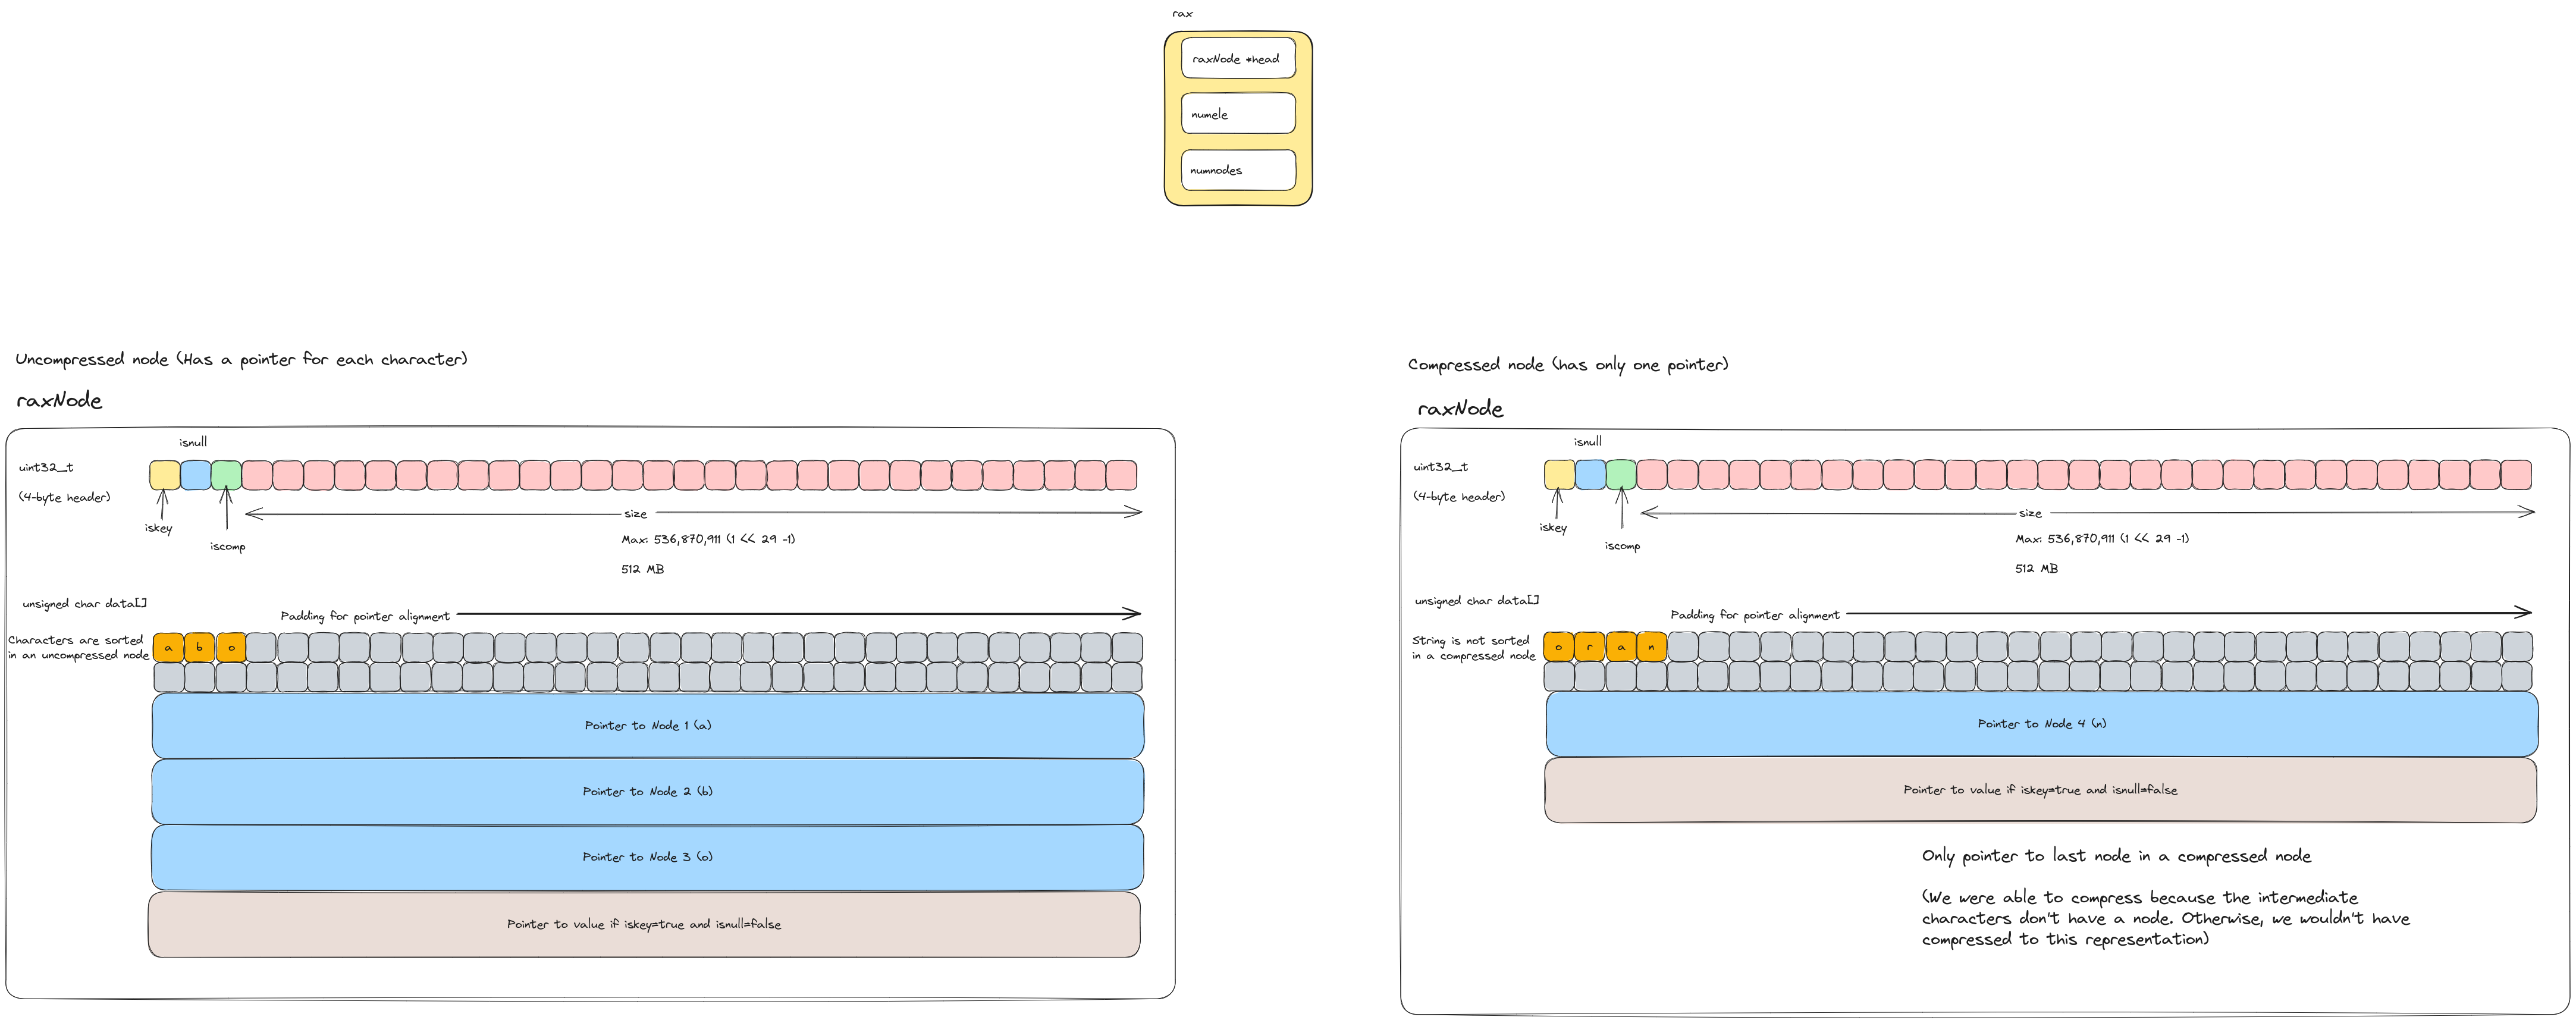 rax
raxNode *head
numele
numnodes
Uncompressed node (Has a pointer for each character)
raxNode
isnull
uint32_t
(4-byte header)
iskey
iscomp
size
Max: 536,870,911 (1 << 29 -1)
512 MB
unsigned char data[]
Padding for pointer alignment
Characters are sorted
in an uncompressed node
a b o
Pointer to Node 1 (a)
Pointer to Node 2 (b)
Pointer to Node 3 (o)
Pointer to value if iskey=true and isnull=false
Compressed node (has only one pointer)
raxNode
isnull
uint32_t
(4-byte header)
iskey
iscomp
size
Max: 536,870,911 (1 << 29 -1)
512 MB
unsigned char data[]
Padding for pointer alignment
String is not sorted
in a compressed node
o r a n
Pointer to Node 4 (n)
Pointer to value if iskey=true and isnull=false
Only pointer to last node in a compressed node
(We were able to compress because the intermediate
characters don't have a node. Otherwise, we wouldn't have
compressed to this representation)